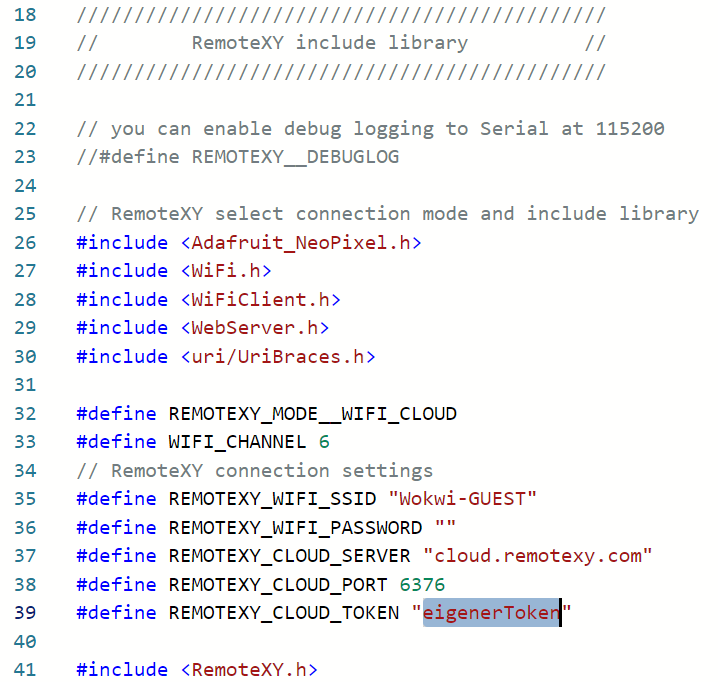 18 //////////////////////////////////////////////
19 //        RemoteXY include library          //
20 //////////////////////////////////////////////
21
22 // you can enable debug logging to Serial at 115200
23 //#define REMOTEXY__DEBUGLOG
24
25 // RemoteXY select connection mode and include library
26 #include <Adafruit_NeoPixel.h>
27 #include <WiFi.h>
28 #include <WiFiClient.h>
29 #include <WebServer.h>
30 #include <uri/UriBraces.h>
31
32 #define REMOTEXY_MODE__WIFI_CLOUD
33 #define WIFI_CHANNEL 6
34 // RemoteXY connection settings
35 #define REMOTEXY_WIFI_SSID "Wokwi-GUEST"
36 #define REMOTEXY_WIFI_PASSWORD ""
37 #define REMOTEXY_CLOUD_SERVER "cloud.remotexy.com"
38 #define REMOTEXY_CLOUD_PORT 6376
39 #define REMOTEXY_CLOUD_TOKEN "eigenerToken"
40
41 #include <RemoteXY.h>